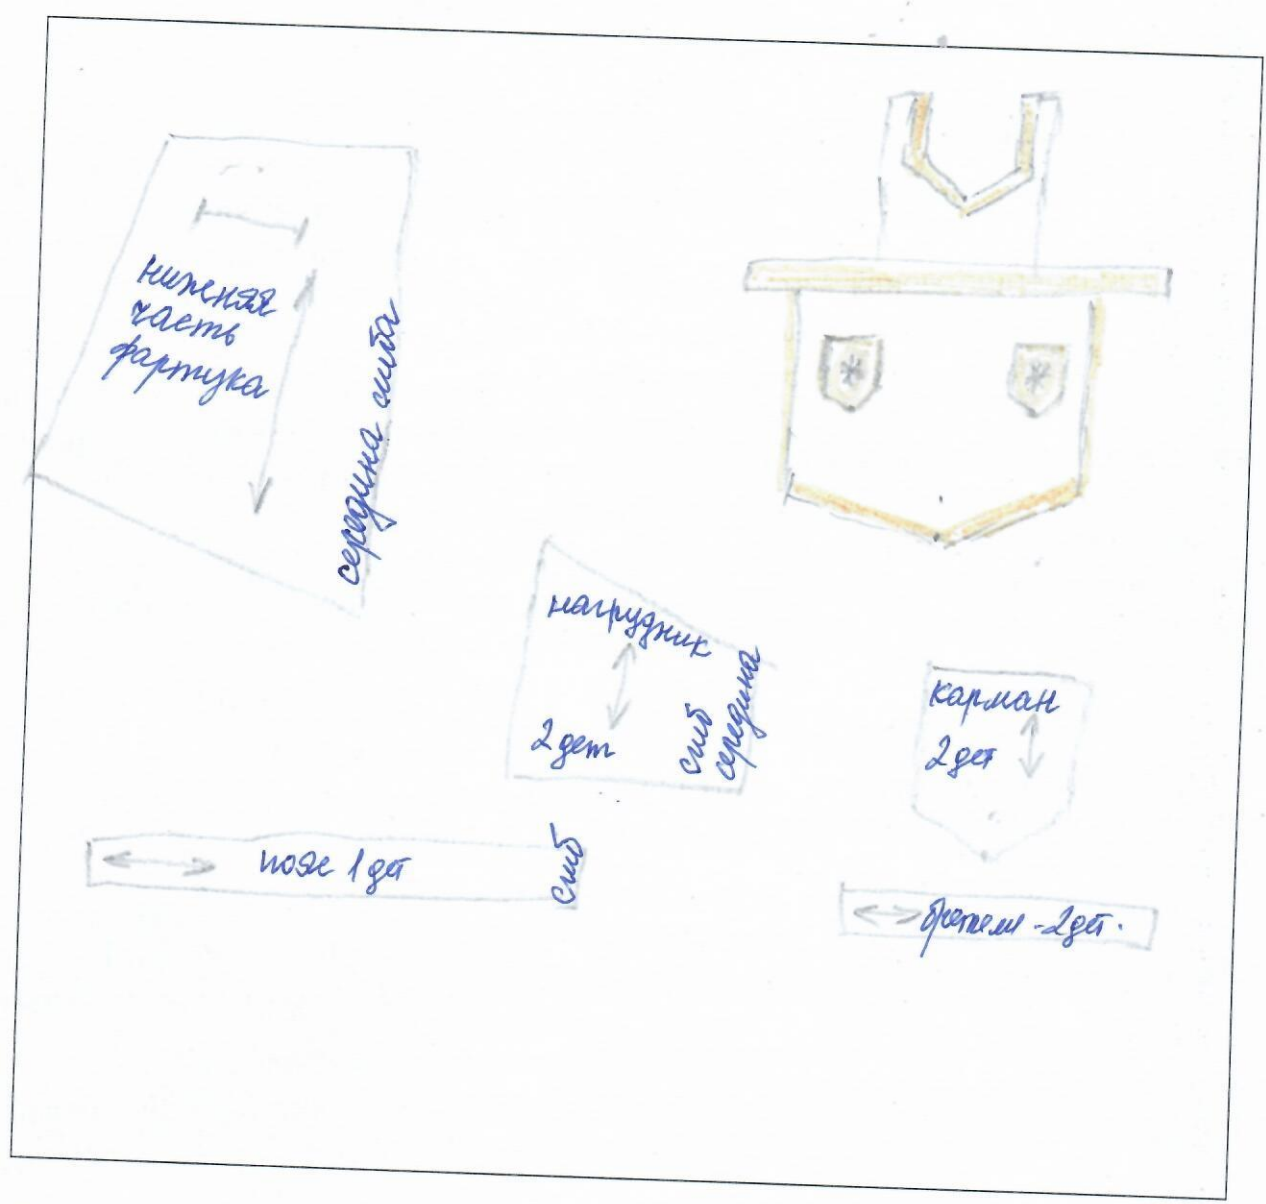 нижняя
часть
фартука
середина сгиба
нагрудник
2 дет
сгиб
середина
карман
2 дет
пояс 1 дет
сгиб
бретели - 2 дет.